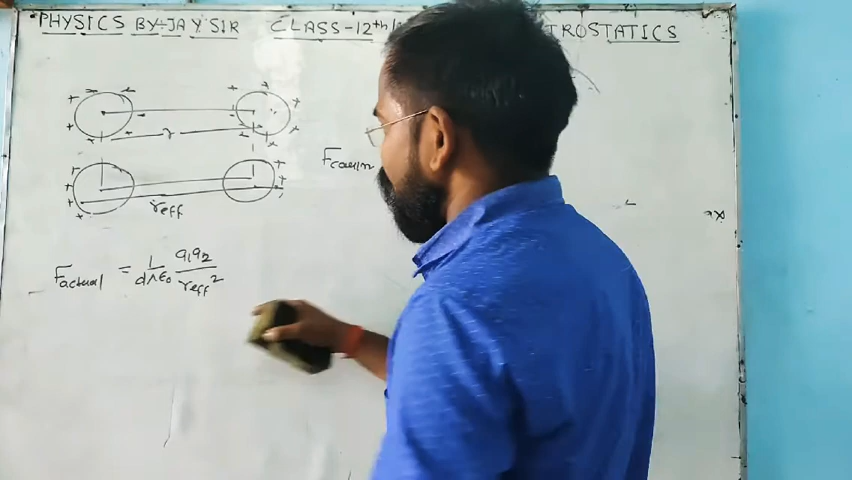 PHYSICS BY:-JAY SIR CLASS-12th/ TROSTATICS
r
r eff
F actual = 1/4πε0 q1q2/r eff²